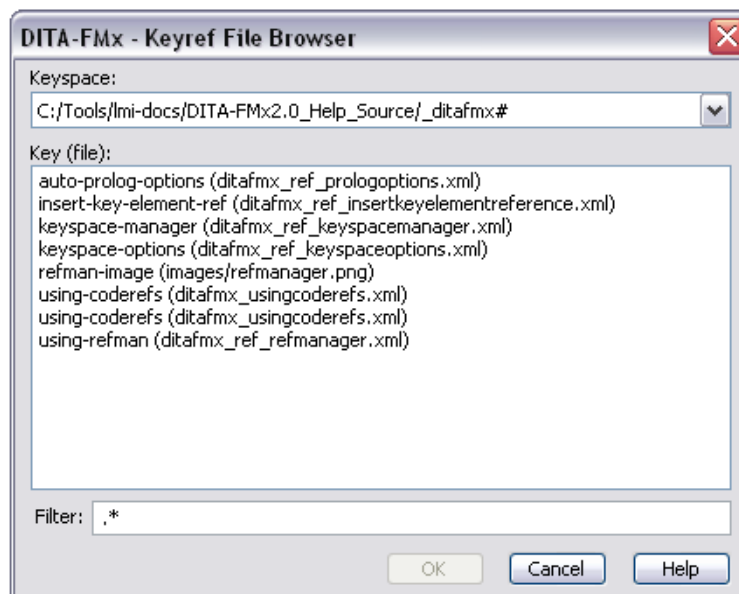 DITA-FMx - Keyref File Browser
Keyspace:
C:/Tools/lmi-docs/DITA-FMx2.0_Help_Source/_ditafmx#
Key (file):
auto-prolog-options (ditafmx_ref_prologoptions.xml)
insert-key-element-ref (ditafmx_ref_insertkeyelementreference.xml)
keyspace-manager (ditafmx_ref_keyspacemanager.xml)
keyspace-options (ditafmx_ref_keyspaceoptions.xml)
refman-image (images/refmanager.png)
using-coderefs (ditafmx_usingcoderefs.xml)
using-coderefs (ditafmx_usingcoderefs.xml)
using-refman (ditafmx_ref_refmanager.xml)
Filter: .*
OK Cancel Help